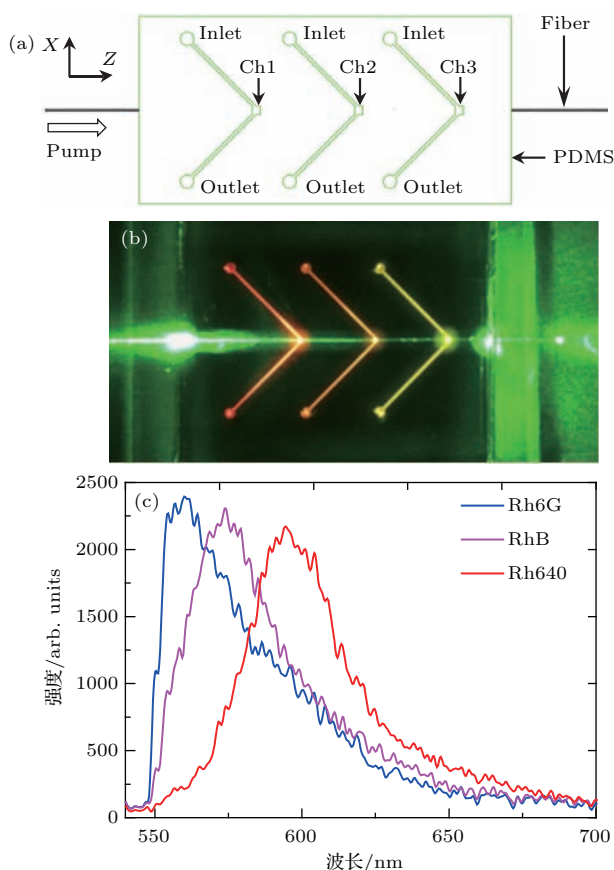 (a)
X
Z
Inlet Inlet Inlet
Fiber
Ch1 Ch2 Ch3
Pump
PDMS
Outlet Outlet Outlet
(b)
(c)
2500
2000
1500
1000
500
0
强度/arb. units
Rh6G
RhB
Rh640
550 600 650 700
波长/nm